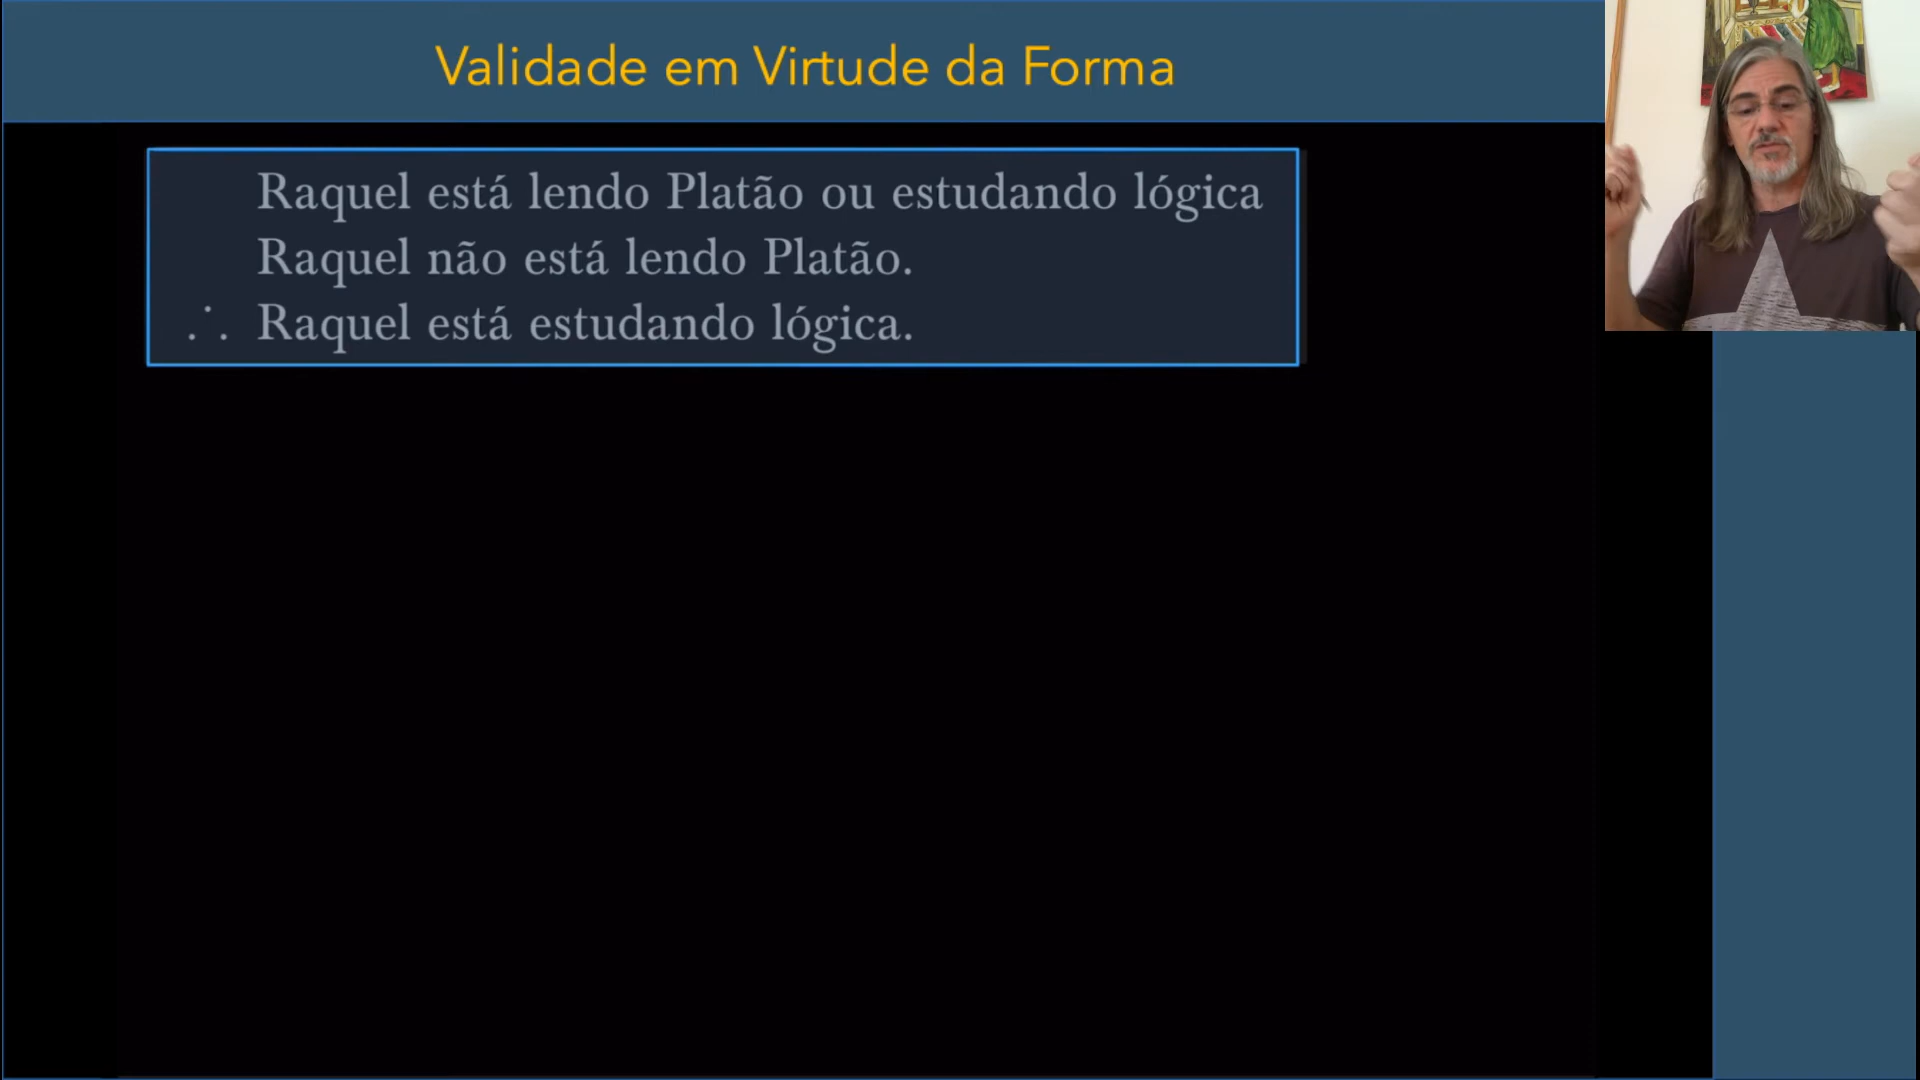 Validade em Virtude da Forma
Raquel está lendo Platão ou estudando lógica
Raquel não está lendo Platão.
∴ Raquel está estudando lógica.